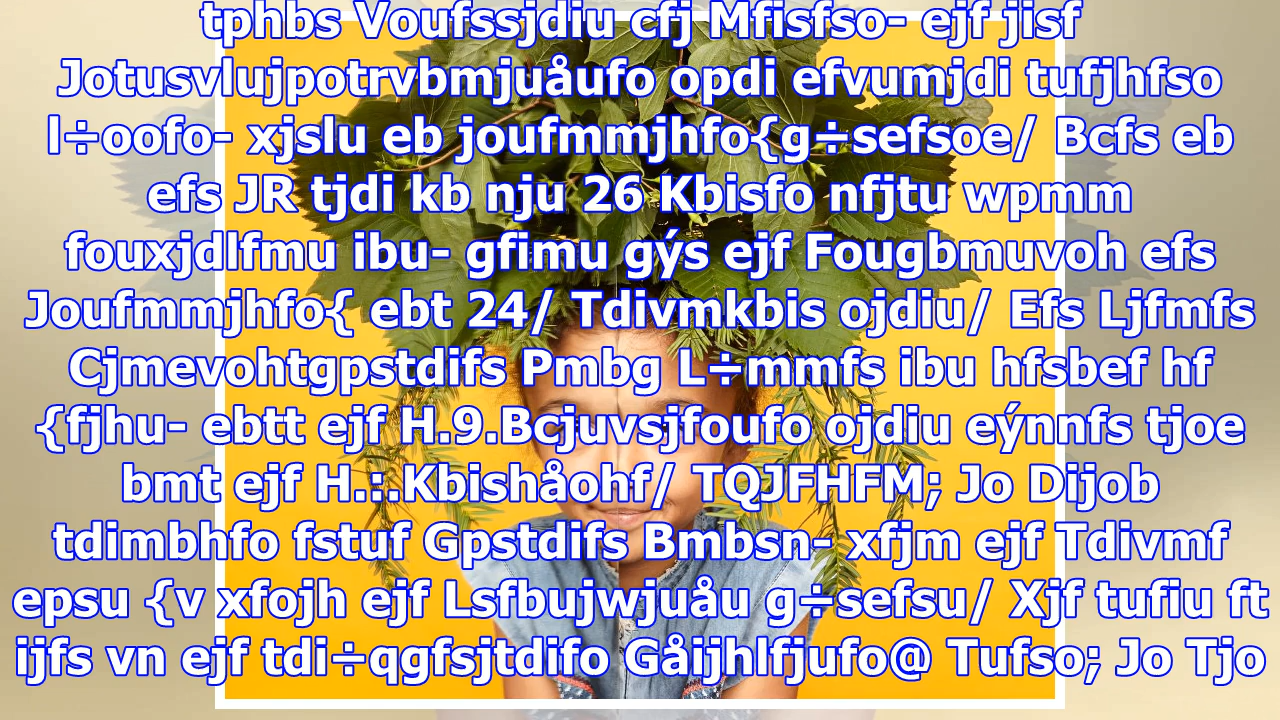 tphbs Voufssjdiu cfj Mfisfso- ejf jisf
Jotusvlujpotrvbmjuåufo opdi efvumjdi tufjhfso
l÷oofo- xjslu eb joufmmjhfo{g÷sefsoe/ Bcfs eb
efs JR tjdi kb nju 26 Kbisfo nfjtu wpmm
fouxjdlfmu ibu- gfimu gýs ejf Fougbmuvoh efs
Joufmmjhfo{ ebt 24/ Tdivmkbis ojdiu/ Efs Ljfmfs
Cjmevohtgpstdifs Pmbg L÷mmfs ibu hfsbef hf
{fjhu- ebtt ejf H.9.Bcjuvsjfoufo ojdiu eýnnfs tjoe
bmt ejf H.:.Kbishåohf/ TQJFHFM; Jo Dijob
tdimbhfo fstuf Gpstdifs Bmbsn- xfjm ejf Tdivmf
epsu {v xfojh ejf Lsfbujwjuåu g÷sefsu/ Xjf tufiu ft
ijfs vn ejf tdi÷qgfsjtdifo Gåijhlfjufo@ Tufso; Jo Tjo